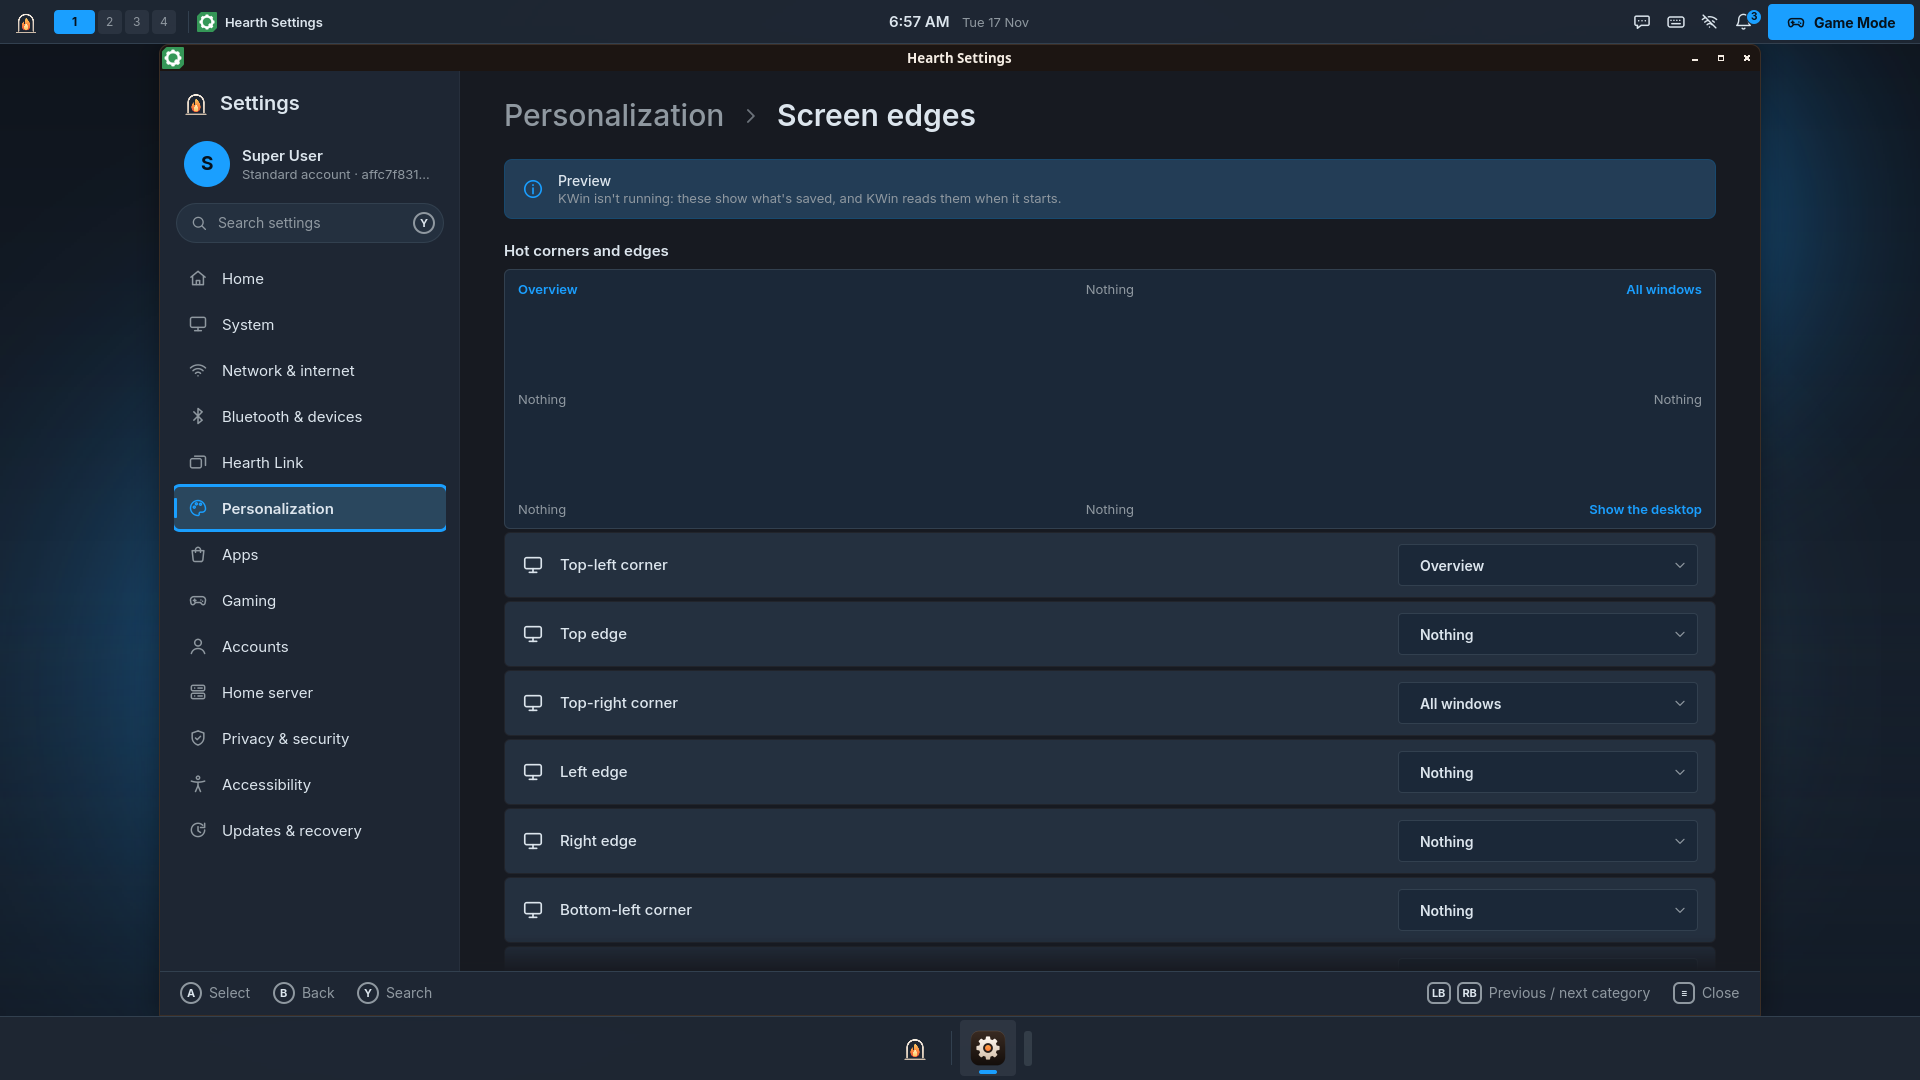 1 2 3 4 Hearth Settings 6:57 AM Tue 17 Nov 3 Game Mode
Hearth Settings
Settings
S Super User
Standard account · affc7f831...
Search settings Y
Home
System
Network & internet
Bluetooth & devices
Hearth Link
Personalization
Apps
Gaming
Accounts
Home server
Privacy & security
Accessibility
Updates & recovery
Personalization > Screen edges
Preview
KWin isn't running: these show what's saved, and KWin reads them when it starts.
Hot corners and edges
Overview Nothing All windows
Nothing Nothing
Nothing Nothing Show the desktop
Top-left corner Overview
Top edge Nothing
Top-right corner All windows
Left edge Nothing
Right edge Nothing
Bottom-left corner Nothing
A Select B Back Y Search LB RB Previous / next category Close